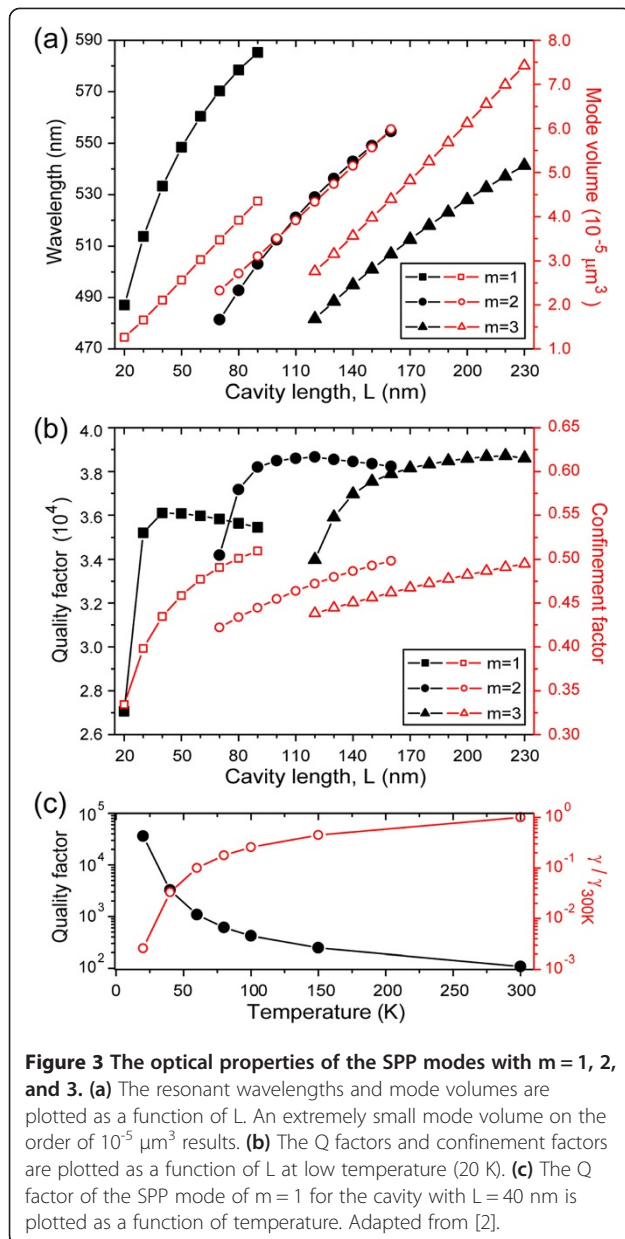 (a)
590
570
550
530
510
490
470
Wavelength (nm)
8.0
7.0
6.0
5.0
4.0
3.0
2.0
1.0
Mode volume (10⁻⁵ μm³)
m=1
m=2
m=3
20 50 80 110 140 170 200 230
Cavity length, L (nm)
(b)
4.0
3.8
3.6
3.4
3.2
3.0
2.8
2.6
Quality factor (10⁴)
0.65
0.60
0.55
0.50
0.45
0.40
0.35
0.30
Confinement factor
m=1
m=2
m=3
20 50 80 110 140 170 200 230
Cavity length, L (nm)
(c)
10⁵
10⁴
10³
10²
Quality factor
10⁰
10⁻¹
10⁻²
10⁻³
γ / γ300K
0 50 100 150 200 250 300
Temperature (K)
Figure 3 The optical properties of the SPP modes with m = 1, 2,
and 3. (a) The resonant wavelengths and mode volumes are
plotted as a function of L. An extremely small mode volume on the
order of 10⁻⁵ μm³ results. (b) The Q factors and confinement factors
are plotted as a function of L at low temperature (20 K). (c) The Q
factor of the SPP mode of m = 1 for the cavity with L = 40 nm is
plotted as a function of temperature. Adapted from [2].